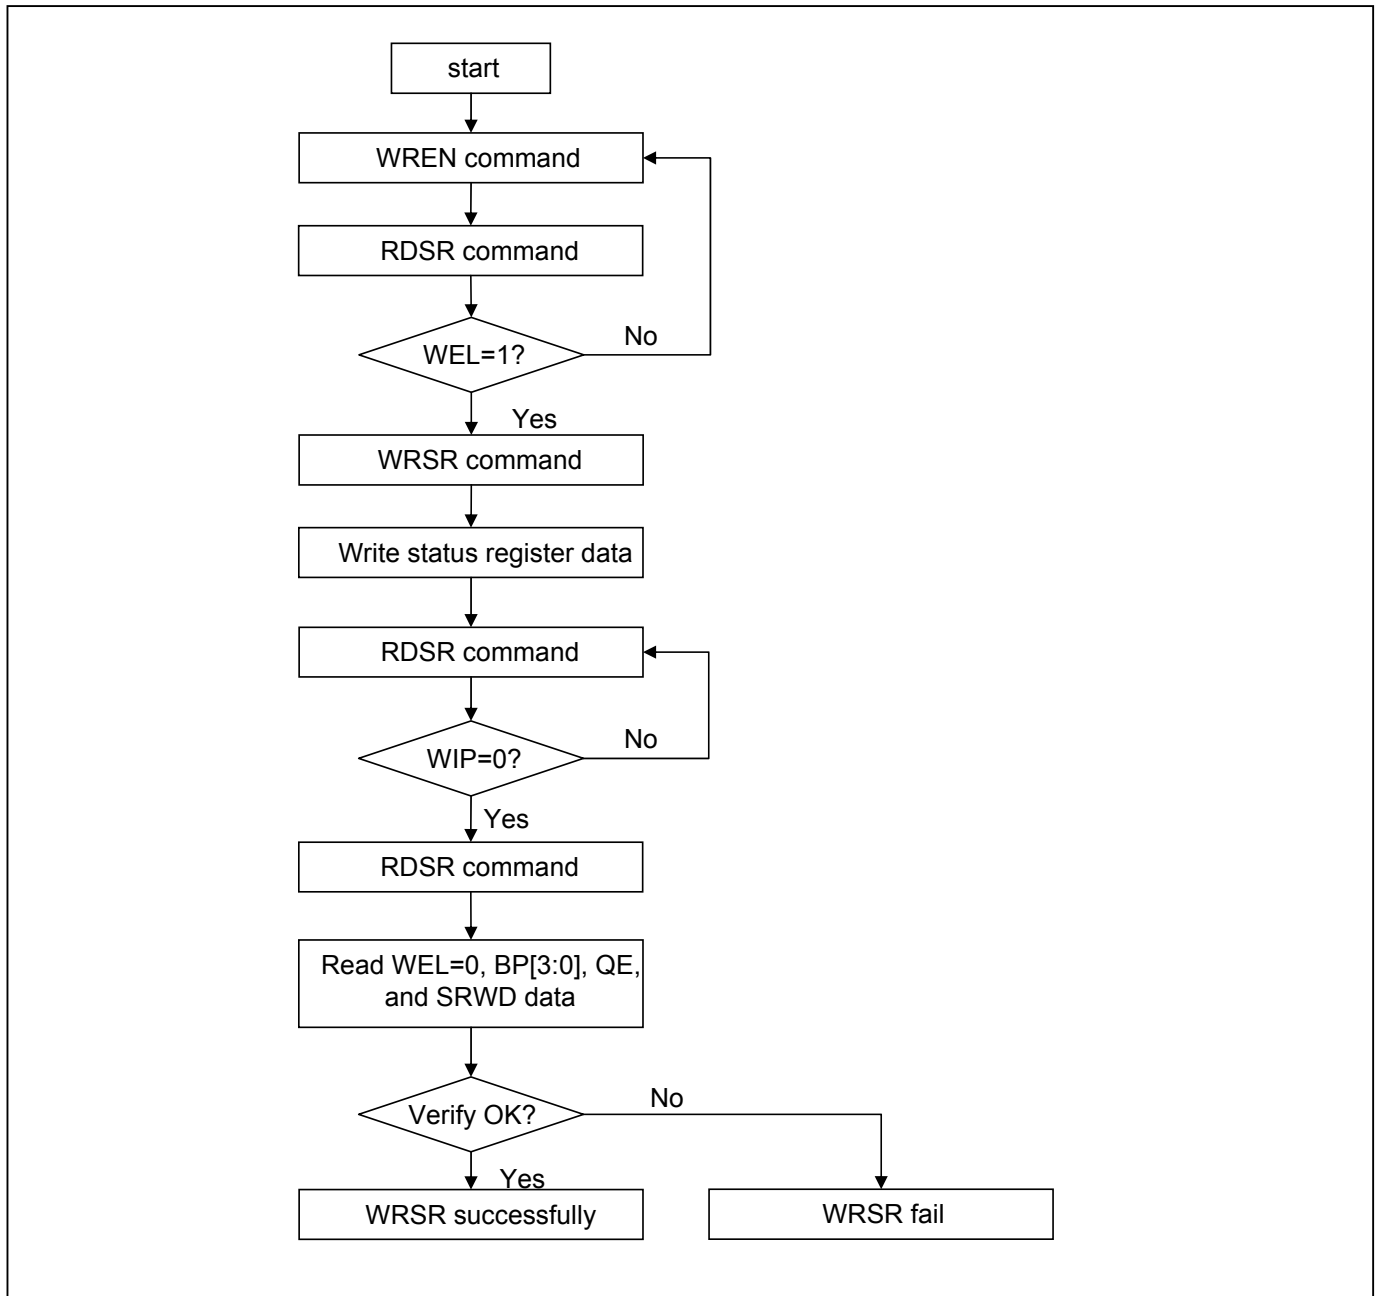 start
WREN command
RDSR command
WEL=1?
No
Yes
WRSR command
Write status register data
RDSR command
WIP=0?
No
Yes
RDSR command
Read WEL=0, BP[3:0], QE,
and SRWD data
Verify OK?
No
Yes
WRSR successfully
WRSR fail